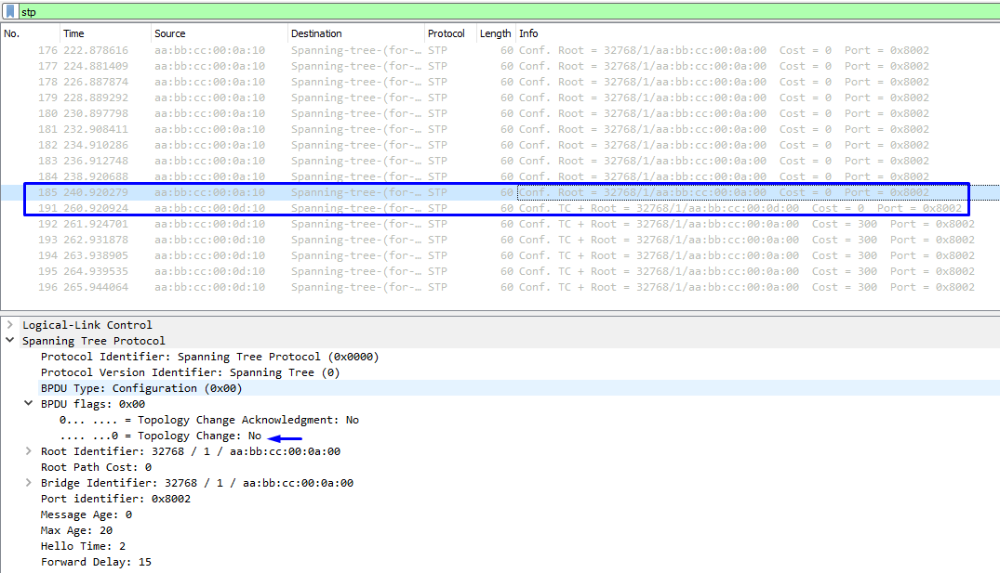 stp
No. Time Source Destination Protocol Length Info
176 222.878616 aa:bb:cc:00:0a:10 Spanning-tree-(for-… STP 60 Conf. Root = 32768/1/aa:bb:cc:00:0a:00 Cost = 0 Port = 0x8002
177 224.881409 aa:bb:cc:00:0a:10 Spanning-tree-(for-… STP 60 Conf. Root = 32768/1/aa:bb:cc:00:0a:00 Cost = 0 Port = 0x8002
178 226.887874 aa:bb:cc:00:0a:10 Spanning-tree-(for-… STP 60 Conf. Root = 32768/1/aa:bb:cc:00:0a:00 Cost = 0 Port = 0x8002
179 228.889292 aa:bb:cc:00:0a:10 Spanning-tree-(for-… STP 60 Conf. Root = 32768/1/aa:bb:cc:00:0a:00 Cost = 0 Port = 0x8002
180 230.897798 aa:bb:cc:00:0a:10 Spanning-tree-(for-… STP 60 Conf. Root = 32768/1/aa:bb:cc:00:0a:00 Cost = 0 Port = 0x8002
181 232.908411 aa:bb:cc:00:0a:10 Spanning-tree-(for-… STP 60 Conf. Root = 32768/1/aa:bb:cc:00:0a:00 Cost = 0 Port = 0x8002
182 234.910286 aa:bb:cc:00:0a:10 Spanning-tree-(for-… STP 60 Conf. Root = 32768/1/aa:bb:cc:00:0a:00 Cost = 0 Port = 0x8002
183 236.912748 aa:bb:cc:00:0a:10 Spanning-tree-(for-… STP 60 Conf. Root = 32768/1/aa:bb:cc:00:0a:00 Cost = 0 Port = 0x8002
184 238.920688 aa:bb:cc:00:0a:10 Spanning-tree-(for-… STP 60 Conf. Root = 32768/1/aa:bb:cc:00:0a:00 Cost = 0 Port = 0x8002
185 240.920279 aa:bb:cc:00:0a:10 Spanning-tree-(for-… STP 60 Conf. Root = 32768/1/aa:bb:cc:00:0a:00 Cost = 0 Port = 0x8002
191 260.920924 aa:bb:cc:00:0d:10 Spanning-tree-(for-… STP 60 Conf. TC + Root = 32768/1/aa:bb:cc:00:0d:00 Cost = 0 Port = 0x8002
192 261.924701 aa:bb:cc:00:0d:10 Spanning-tree-(for-… STP 60 Conf. TC + Root = 32768/1/aa:bb:cc:00:0a:00 Cost = 300 Port = 0x8002
193 262.931878 aa:bb:cc:00:0d:10 Spanning-tree-(for-… STP 60 Conf. TC + Root = 32768/1/aa:bb:cc:00:0a:00 Cost = 300 Port = 0x8002
194 263.938905 aa:bb:cc:00:0d:10 Spanning-tree-(for-… STP 60 Conf. TC + Root = 32768/1/aa:bb:cc:00:0a:00 Cost = 300 Port = 0x8002
195 264.939535 aa:bb:cc:00:0d:10 Spanning-tree-(for-… STP 60 Conf. TC + Root = 32768/1/aa:bb:cc:00:0a:00 Cost = 300 Port = 0x8002
196 265.944064 aa:bb:cc:00:0d:10 Spanning-tree-(for-… STP 60 Conf. TC + Root = 32768/1/aa:bb:cc:00:0a:00 Cost = 300 Port = 0x8002
Logical-Link Control
Spanning Tree Protocol
Protocol Identifier: Spanning Tree Protocol (0x0000)
Protocol Version Identifier: Spanning Tree (0)
BPDU Type: Configuration (0x00)
BPDU flags: 0x00
0... .... = Topology Change Acknowledgment: No
.... ...0 = Topology Change: No
Root Identifier: 32768 / 1 / aa:bb:cc:00:0a:00
Root Path Cost: 0
Bridge Identifier: 32768 / 1 / aa:bb:cc:00:0a:00
Port identifier: 0x8002
Message Age: 0
Max Age: 20
Hello Time: 2
Forward Delay: 15